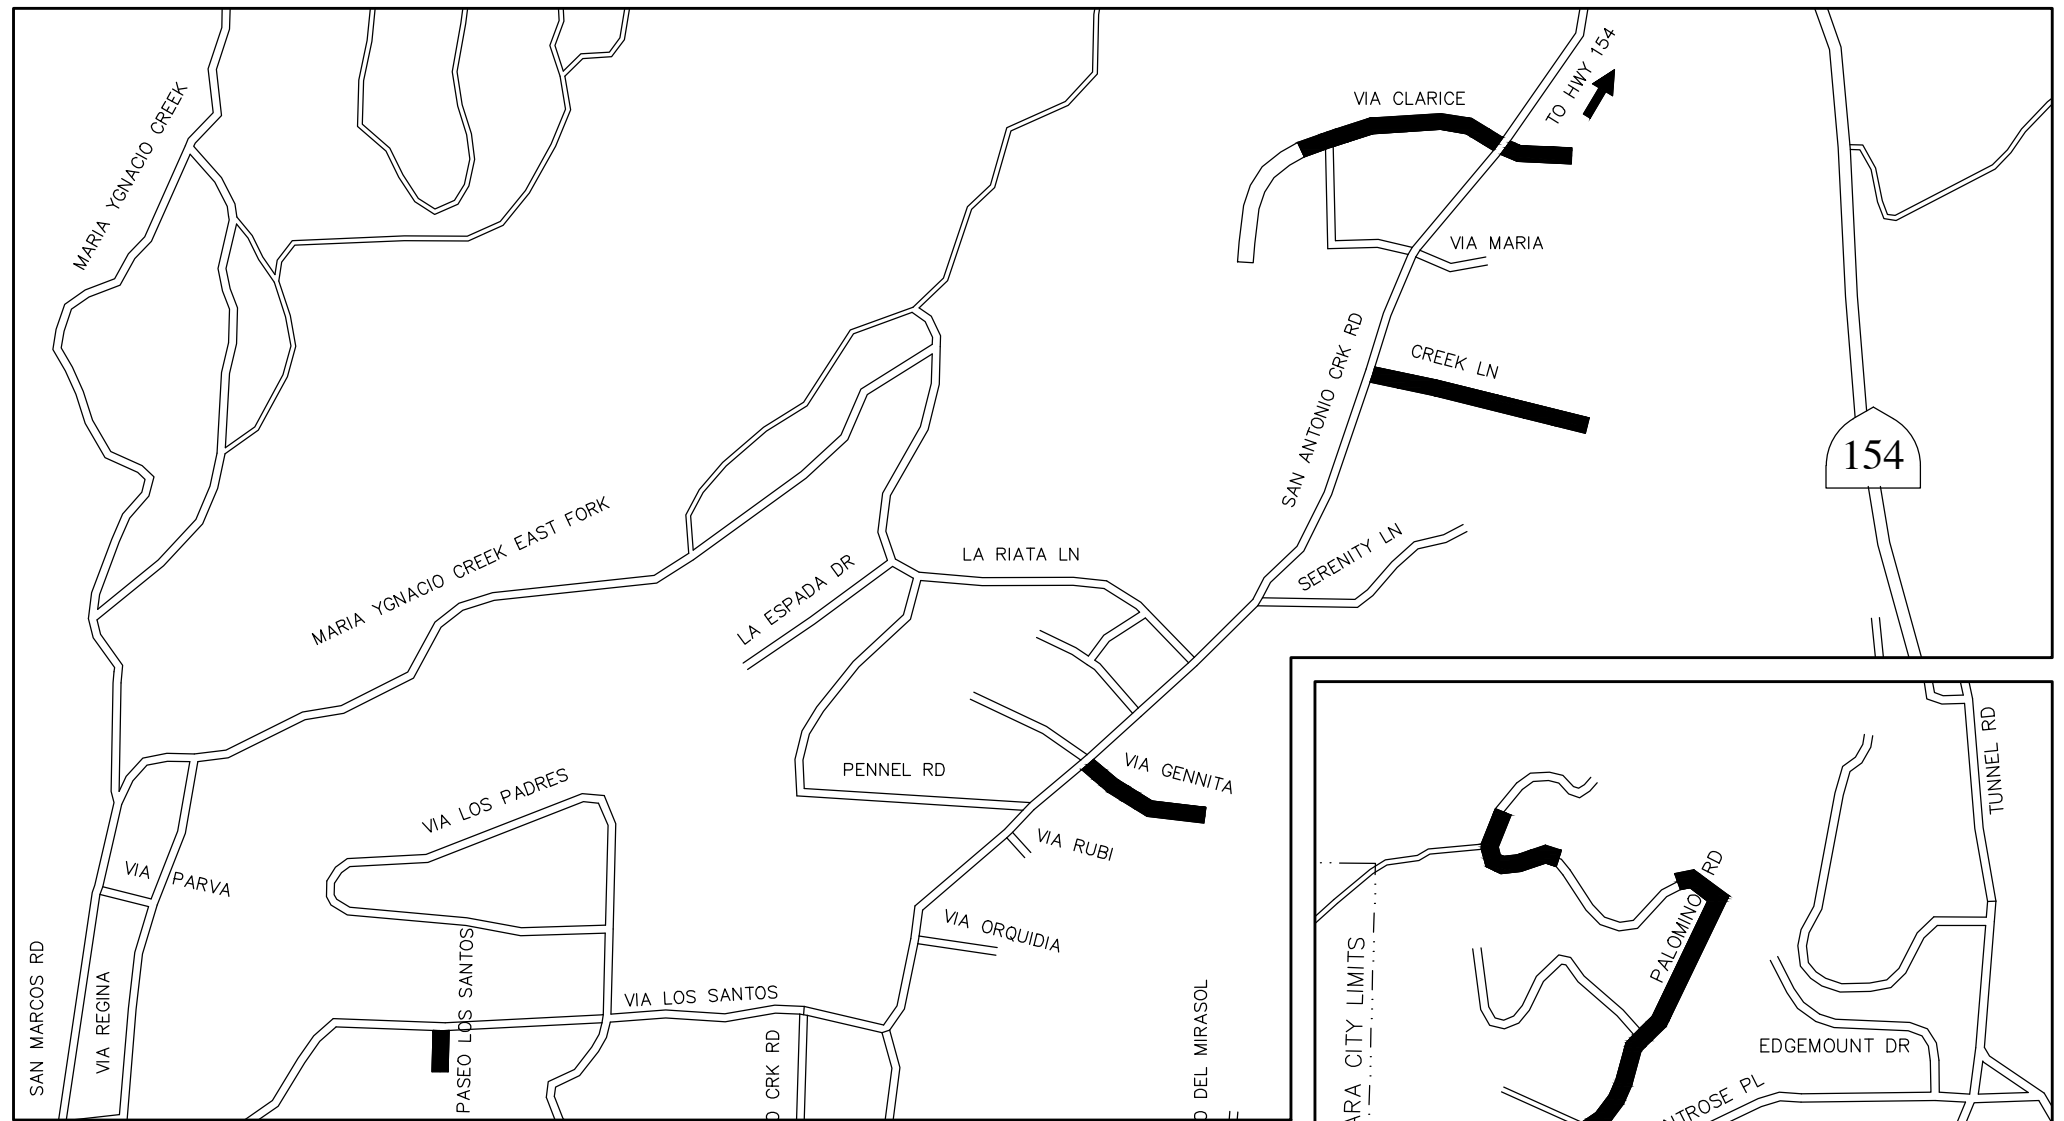 TO HWY 154
VIA CLARICE
MARIA YGNACIO CREEK
VIA MARIA
SAN ANTONIO CRK RD
CREEK LN
154
MARIA YGNACIO CREEK EAST FORK
LA ESPADA DR
LA RIATA LN
SERENITY LN
PENNEL RD
VIA GENNITA
VIA LOS PADRES
VIA RUBI
VIA PARVA
VIA ORQUIDIA
SAN MARCOS RD
VIA REGINA
PASEO LOS SANTOS
VIA LOS SANTOS
CRK RD
DEL MIRASOL
TUNNEL RD
PALOMINO RD
ARA CITY LIMITS
EDGEMOUNT DR
NTROSE PL